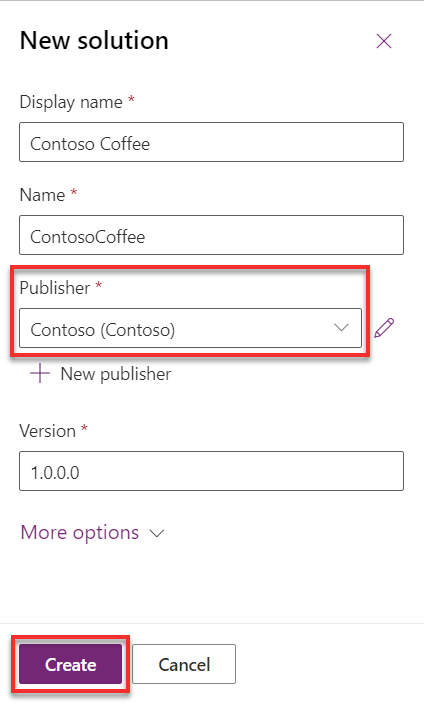 New solution
Display name *
Contoso Coffee
Name *
ContosoCoffee
Publisher *
Contoso (Contoso)
New publisher
Version *
1.0.0.0
More options
Create Cancel